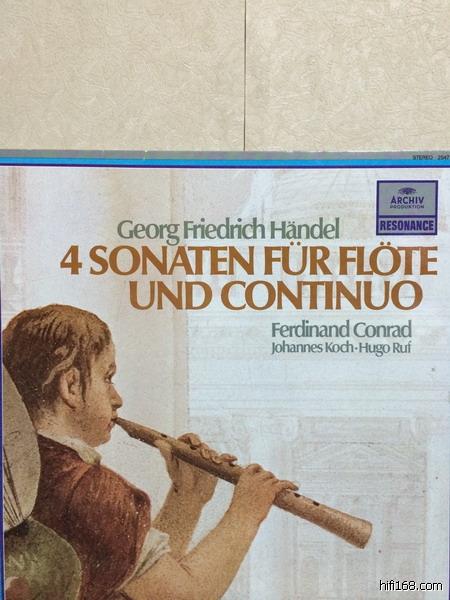 STEREO 2547
ARCHIV
PRODUKTION
RESONANCE
Georg Friedrich Händel
4 SONATEN FÜR FLÖTE
UND CONTINUO
Ferdinand Conrad
Johannes Koch · Hugo Ruf
hifi168.com